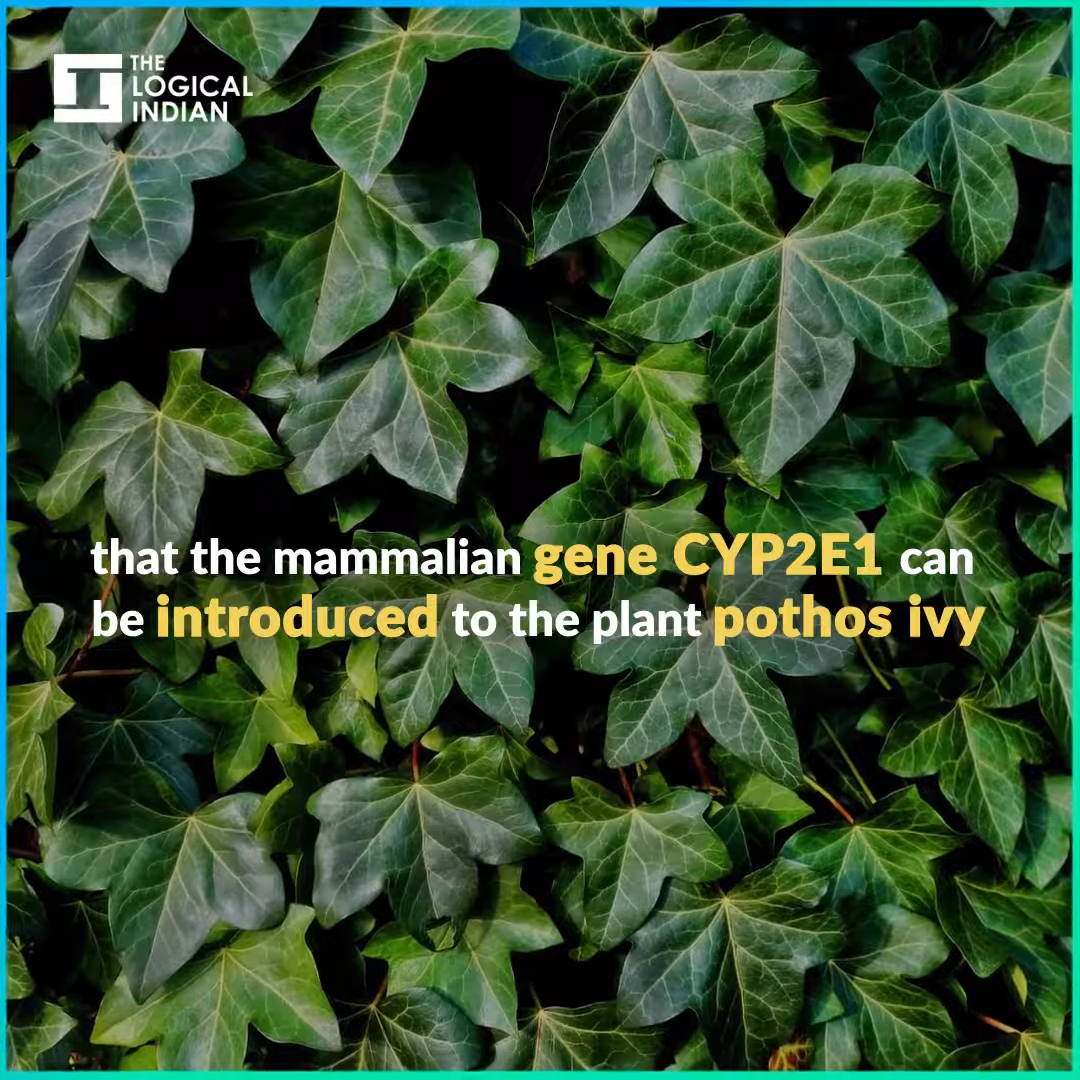 THE
LOGICAL
INDIAN
that the mammalian gene CYP2E1 can
be introduced to the plant pothos ivy